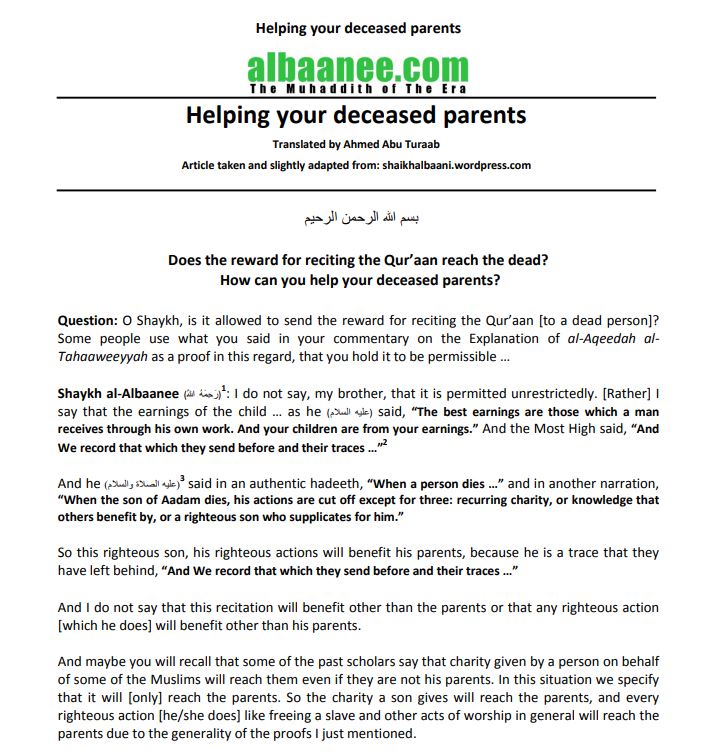 Helping your deceased parents
albaanee.com
The Muhaddith of The Era
Helping your deceased parents
Translated by Ahmed Abu Turaab
Article taken and slightly adapted from: shaikhalbaani.wordpress.com
بسم الله الرحمن الرحيم
Does the reward for reciting the Qur’aan reach the dead?
How can you help your deceased parents?
Question: O Shaykh, is it allowed to send the reward for reciting the Qur’aan [to a dead person]?
Some people use what you said in your commentary on the Explanation of al-Aqeedah al-
Tahaaweeyyah as a proof in this regard, that you hold it to be permissible …
Shaykh al-Albaanee (رَحِمَهُ اللهُ)1: I do not say, my brother, that it is permitted unrestrictedly. [Rather] I
say that the earnings of the child … as he (عليه السلام) said, “The best earnings are those which a man
receives through his own work. And your children are from your earnings.” And the Most High said, “And
We record that which they send before and their traces …”2
And he (عليه الصلاة والسلام)3 said in an authentic hadeeth, “When a person dies …” and in another narration,
“When the son of Aadam dies, his actions are cut off except for three: recurring charity, or knowledge that
others benefit by, or a righteous son who supplicates for him.”
So this righteous son, his righteous actions will benefit his parents, because he is a trace that they
have left behind, “And We record that which they send before and their traces …”
And I do not say that this recitation will benefit other than the parents or that any righteous action
[which he does] will benefit other than his parents.
And maybe you will recall that some of the past scholars say that charity given by a person on behalf
of some of the Muslims will reach them even if they are not his parents. In this situation we specify
that it will [only] reach the parents. So the charity a son gives will reach the parents, and every
righteous action [he/she does] like freeing a slave and other acts of worship in general will reach the
parents due to the generality of the proofs I just mentioned.